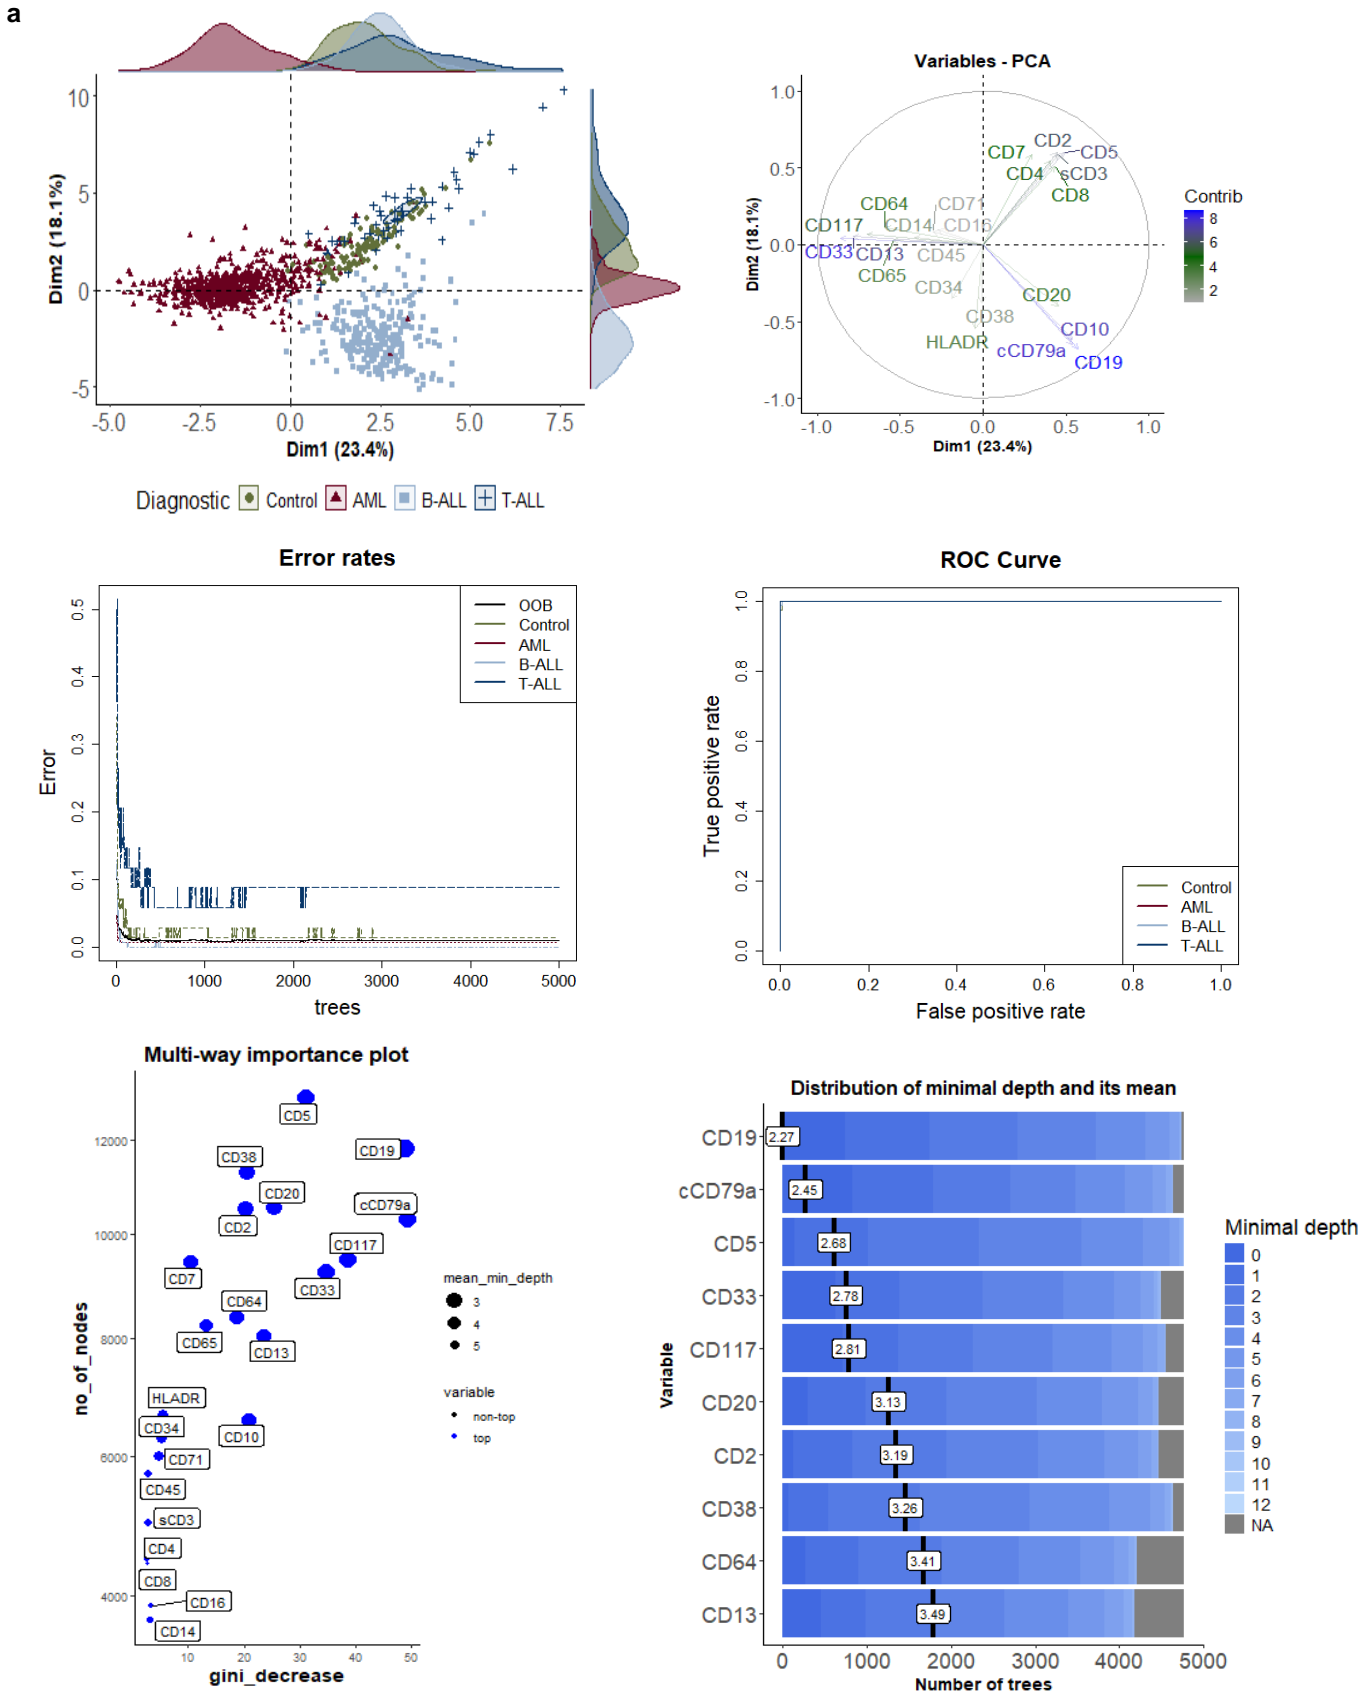 a
10
5
0
-5
-5.0 -2.5 0.0 2.5 5.0 7.5
Dim2 (18.1%)
Dim1 (23.4%)
Diagnostic Control AML B-ALL T-ALL
Variables - PCA
1.0
0.5
0.0
-0.5
-1.0
-1.0 -0.5 0.0 0.5 1.0
Dim2 (18.1%)
Dim1 (23.4%)
CD2
CD7
CD5
CD4
sCD3
CD8
CD64
CD71
CD117
CD14
CD16
CD33
CD13
CD45
CD65
CD34
CD20
CD38
CD10
HLADR
cCD79a
CD19
Contrib
8
6
4
2
Error rates
0.5
0.4
0.3
0.2
0.1
0.0
0 1000 2000 3000 4000 5000
Error
trees
OOB
Control
AML
B-ALL
T-ALL
ROC Curve
1.0
0.8
0.6
0.4
0.2
0.0
0.0 0.2 0.4 0.6 0.8 1.0
True positive rate
False positive rate
Control
AML
B-ALL
T-ALL
Multi-way importance plot
12000
10000
8000
6000
4000
10 20 30 40 50
no_of_nodes
gini_decrease
CD5
CD19
CD38
CD20
cCD79a
CD2
CD117
CD7
CD33
CD64
CD65
CD13
HLADR
CD34
CD10
CD71
CD45
sCD3
CD4
CD8
CD16
CD14
mean_min_depth
3
4
5
variable
non-top
top
Distribution of minimal depth and its mean
Variable
CD19 2.27
cCD79a 2.45
CD5 2.68
CD33 2.78
CD117 2.81
CD20 3.13
CD2 3.19
CD38 3.26
CD64 3.41
CD13 3.49
0 1000 2000 3000 4000 5000
Number of trees
Minimal depth
0
1
2
3
4
5
6
7
8
9
10
11
12
NA